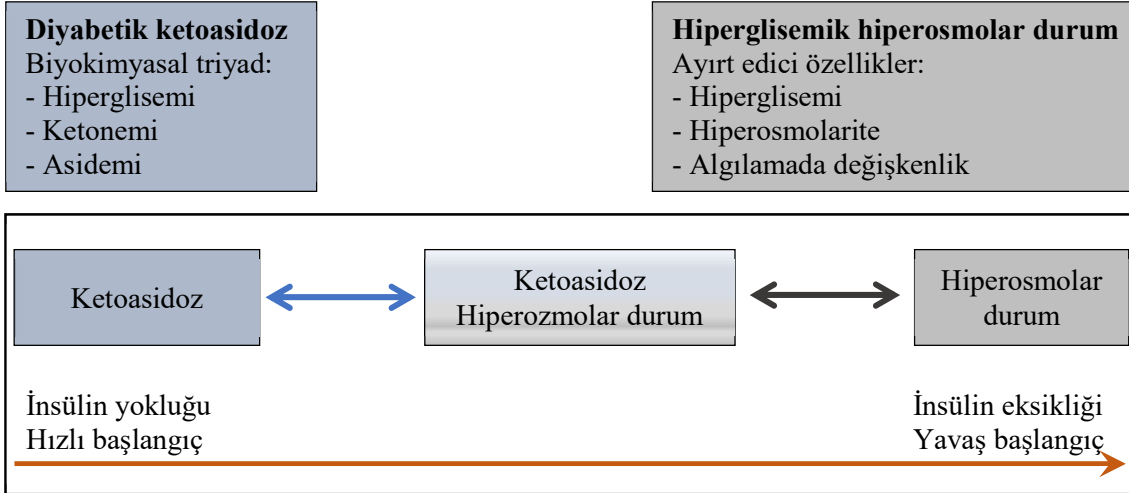 Diyabetik ketoasidoz
Biyokimyasal triyad:
- Hiperglisemi
- Ketonemi
- Asidemi
Hiperglisemik hiperosmolar durum
Ayırt edici özellikler:
- Hiperglisemi
- Hiperosmolarite
- Algılamada değişkenlik
Ketoasidoz
Ketoasidoz
Hiperozmolar durum
Hiperosmolar
durum
İnsülin yokluğu
Hızlı başlangıç
İnsülin eksikliği
Yavaş başlangıç